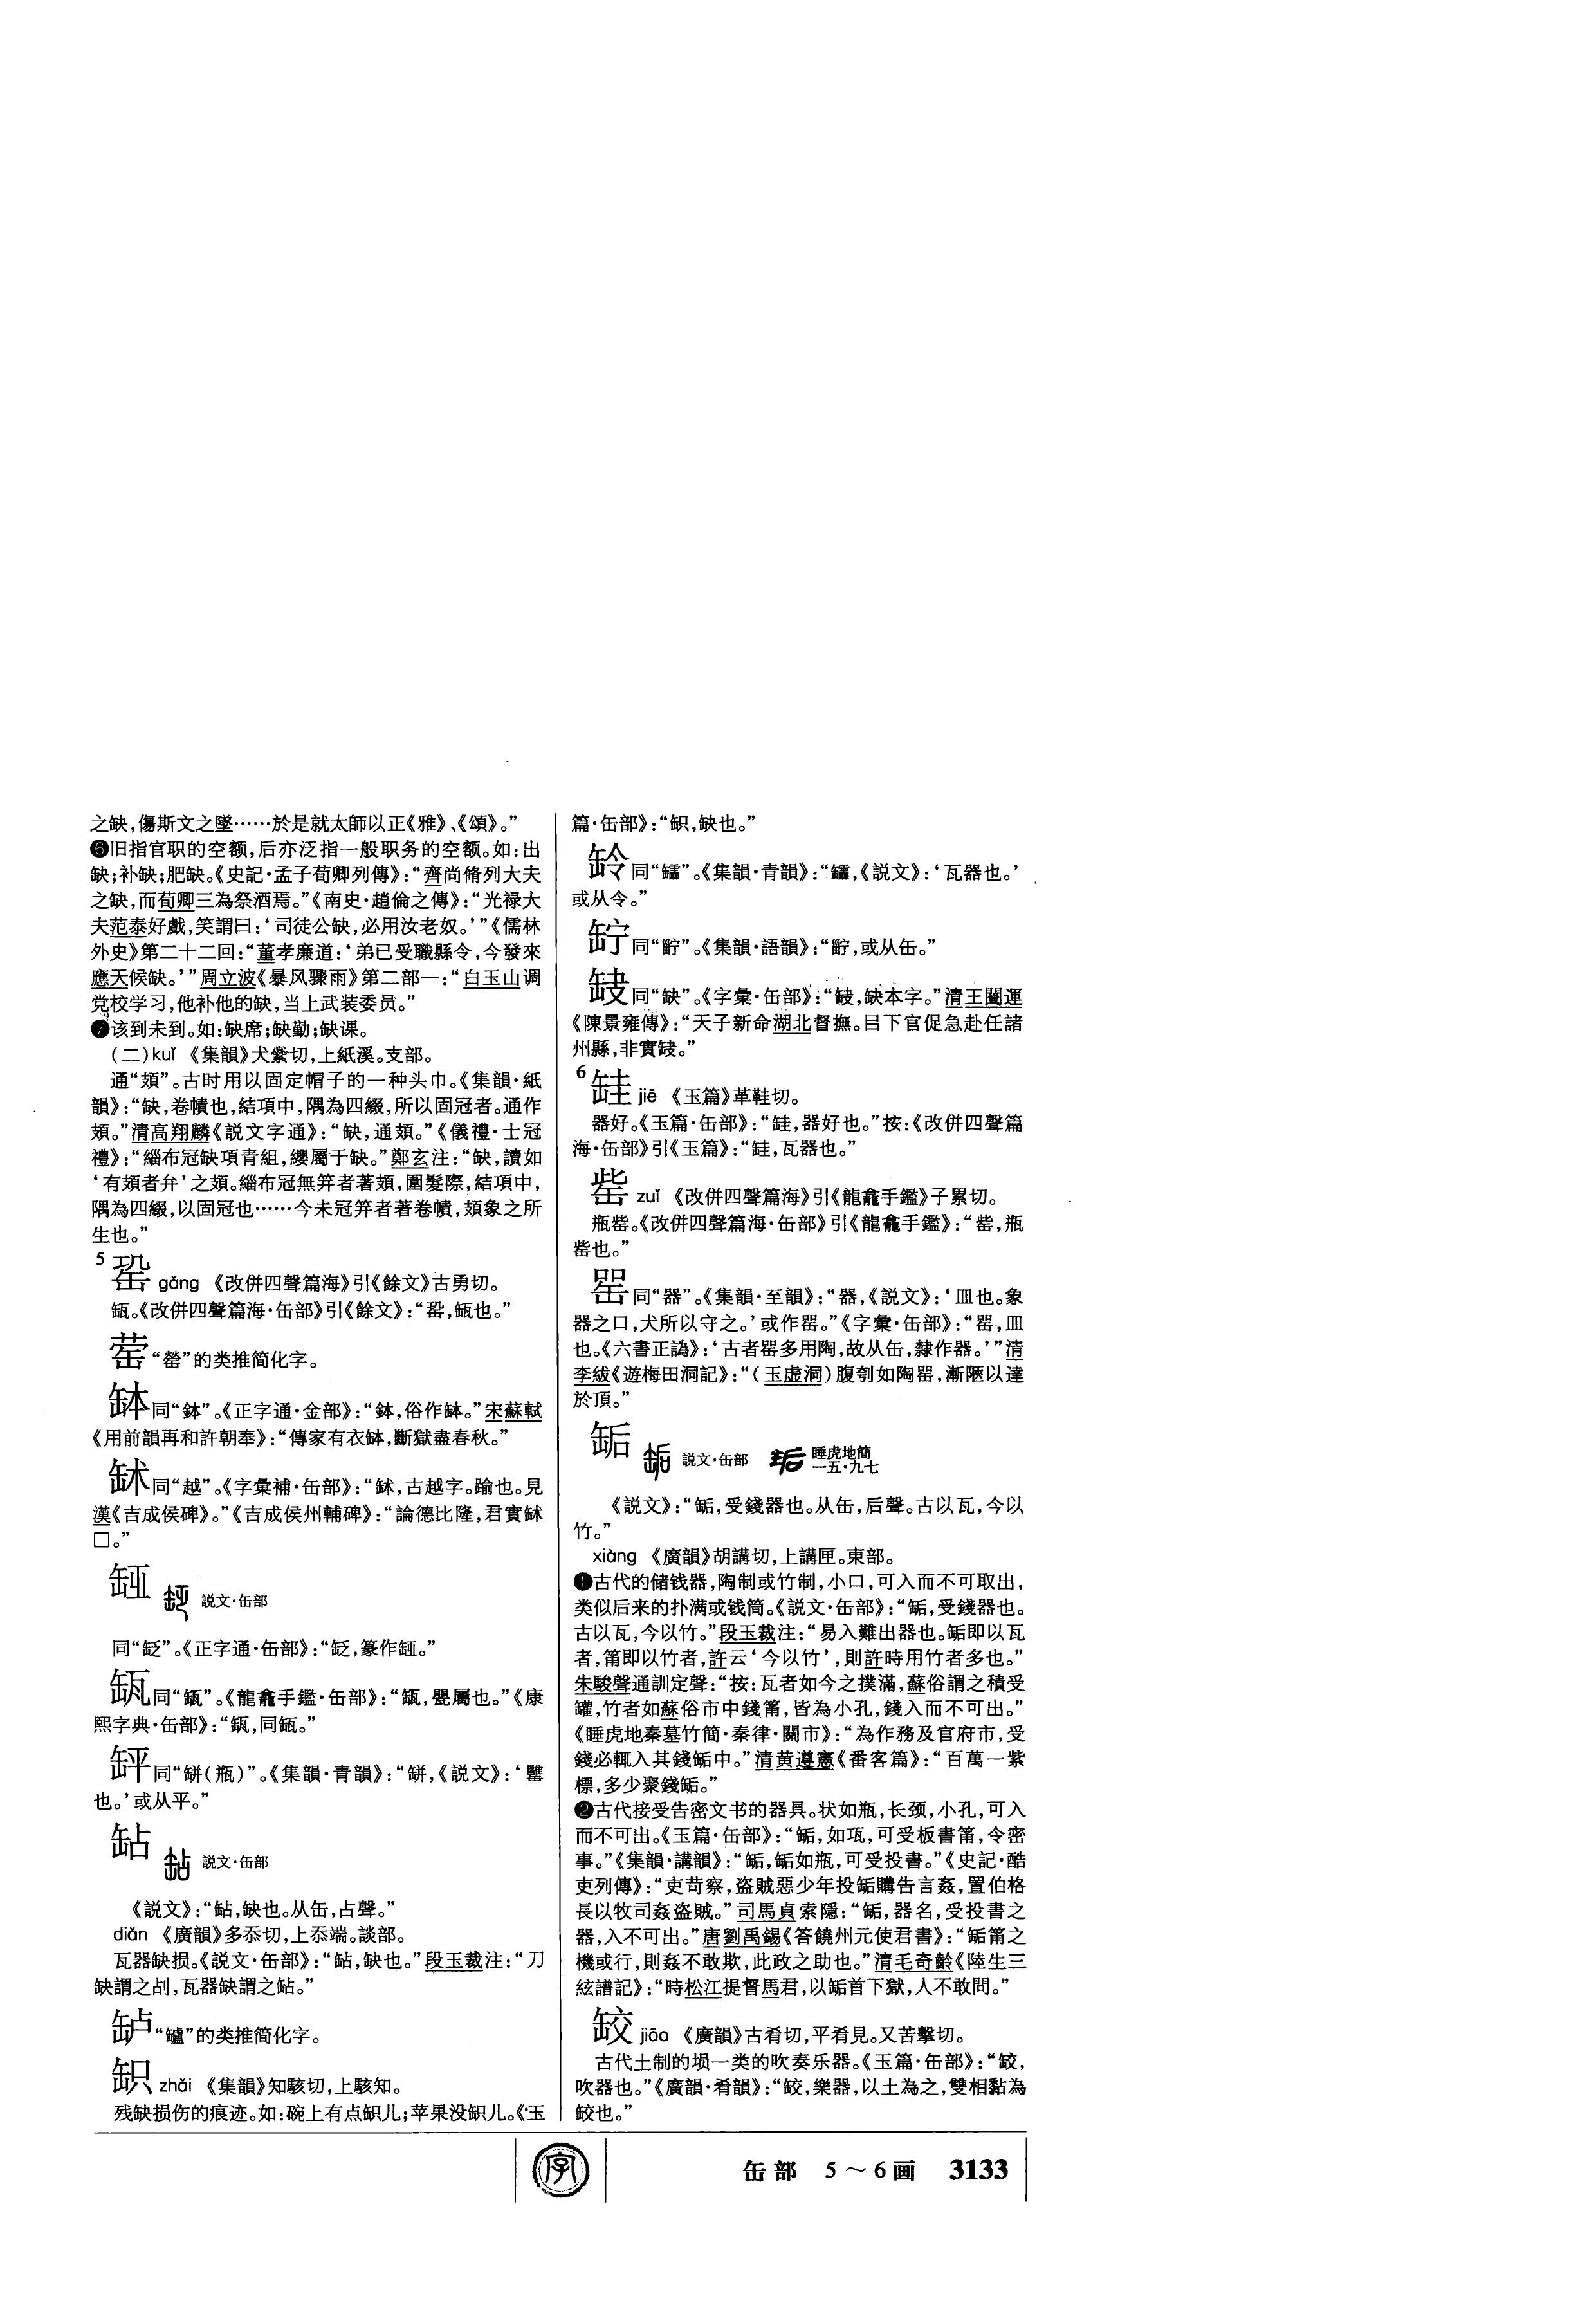 之缺，傷斯文之墜……於是就太師以正《雅》、《頌》。”
❻旧指官职的空额，后亦泛指一般职务的空额。如：出
缺；补缺；肥缺。《史記·孟子荀卿列傳》：“齊尚脩列大夫
之缺，而荀卿三為祭酒焉。”《南史·趙倫之傳》：“光禄大
夫范泰好戲，笑謂曰：‘司徒公缺，必用汝老奴。’”《儒林
外史》第二十二回：“董孝廉道：‘弟已受職縣令，今發來
應天候缺。’”周立波《暴风骤雨》第二部一：“白玉山调
党校学习，他补他的缺，当上武装委员。”
❼该到未到。如：缺席；缺勤；缺课。
（二）kuǐ 《集韻》犬縈切，上紙溪。支部。
通“頍”。古时用以固定帽子的一种头巾。《集韻·紙
韻》：“缺，卷幘也，結項中，隅為四綴，所以固冠者。通作
頍。”清高翔麟《説文字通》：“缺，通頍。”《儀禮·士冠
禮》：“緇布冠缺項青組，纓屬于缺。”鄭玄注：“缺，讀如
‘有頍者弁’之頍。緇布冠無笄者著頍，圍髮際，結項中，
隅為四綴，以固冠也……今未冠笄者著卷幘，頍象之所
生也。”
5
gǎng 《改併四聲篇海》引《餘文》古勇切。
瓨。《改併四聲篇海·缶部》引《餘文》：“，也。”
“罃”的类推简化字。
缽 同“鉢”。《正字通·金部》：“鉢，俗作缽。”宋蘇軾
《用前韻再和許朝奉》：“傳家有衣缽，斷獄盡春秋。”
同“越”。《字彙補·缶部》：“，古越字。踰也。見
漢《吉成侯碑》。”《吉成侯州輔碑》：“論德比隆，君實
□。”
説文·缶部
同“眨”。《正字通·缶部》：“，篆作。”
同“瓬”。《龍龕手鑑·缶部》：“，甖屬也。”《康
熙字典·缶部》：“，同。”
缾 同“缾（瓶）”。《集韻·青韻》：“缾，《説文》：‘罋
也。’或从平。”
㸃 説文·缶部
《説文》：“，缺也。从缶，占聲。”
diǎn 《廣韻》多忝切，上忝端。談部。
瓦器缺损。《説文·缶部》：“，缺也。”段玉裁注：“刀
缺謂之刮，瓦器缺謂之。”
“罏”的类推简化字。
zhǎi 《集韻》知駭切，上駭知。
残缺损伤的痕迹。如：碗上有点儿；苹果没儿。《玉
篇·缶部》：“，缺也。”
同“𦉢”。《集韻·青韻》：“，《説文》：‘瓦器也。’
或从令。”
同“㿾”。《集韻·語韻》：“，或从缶。”
同“缺”。《字彙·缶部》：“，缺本字。”清王闓運
《陳景雍傳》：“天子新命湖北督撫。目下官促急赴任諸
州縣，非實。”
6
jiē 《玉篇》革鞋切。
器好。《玉篇·缶部》：“，器好也。”按：《改併四聲篇
海·缶部》引《玉篇》：“，瓦器也。”
zuǐ 《改併四聲篇海》引《龍龕手鑑》子累切。
瓶。《改併四聲篇海·缶部》引《龍龕手鑑》：“，瓶
也。”
同“器”。《集韻·至韻》：“器，《説文》：‘皿也。象
器之口，犬所以守之。’或作。”《字彙·缶部》：“，皿
也。《六書正譌》：‘古者多用陶，故从缶，隸作器。’”清
李紱《遊梅田洞記》：“（玉虚洞）腹刳如陶，漸陿以達
於頂。”
缿 説文·缶部 睡虎地簡
一五·九七
《説文》：“缿，受錢器也。从缶，后聲。古以瓦，今以
竹。”
xiàng 《廣韻》胡講切，上講匣。東部。
❶古代的储钱器，陶制或竹制，小口，可入而不可取出，
类似后来的扑满或钱筒。《説文·缶部》：“缿，受錢器也。
古以瓦，今以竹。”段玉裁注：“易入難出器也。缿即以瓦
者，筩即以竹者，許云‘今以竹’，則許時用竹者多也。”
朱駿聲通訓定聲：“按：瓦者如今之撲滿，蘇俗謂之積受
罐，竹者如蘇俗市中錢筩，皆為小孔，錢入而不可出。”
《睡虎地秦墓竹簡·秦律·關市》：“為作務及官府市，受
錢必輒入其錢缿中。”清黄遵憲《番客篇》：“百萬一紫
標，多少聚錢缿。”
❷古代接受告密文书的器具。状如瓶，长颈，小孔，可入
而不可出。《玉篇·缶部》：“缿，如瓨，可受板書筩，令密
事。”《集韻·講韻》：“缿，缿如瓶，可受投書。”《史記·酷
吏列傳》：“吏苛察，盗賊惡少年投缿購告言姦，置伯格
長以牧司姦盗賊。”司馬貞索隱：“缿，器名，受投書之
器，入不可出。”唐劉禹錫《答饒州元使君書》：“缿筩之
機或行，則姦不敢欺，此政之助也。”清毛奇齡《陸生三
絃譜記》：“時松江提督馬君，以缿首下獄，人不敢問。”
jiāo 《廣韻》古肴切，平肴見。又苦擊切。
古代土制的埙一类的吹奏乐器。《玉篇·缶部》：“，
吹器也。”《廣韻·肴韻》：“，樂器，以土為之，雙相黏為
也。”
字
缶部 5～6画 3133